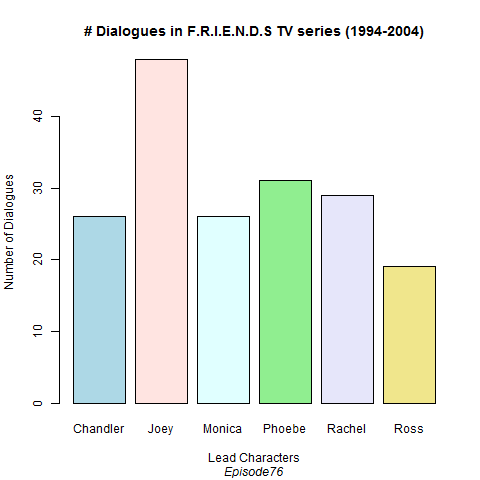 # Dialogues in F.R.I.E.N.D.S TV series (1994-2004)
Number of Dialogues
40
30
20
10
0
Chandler Joey Monica Phoebe Rachel Ross
Lead Characters
Episode76